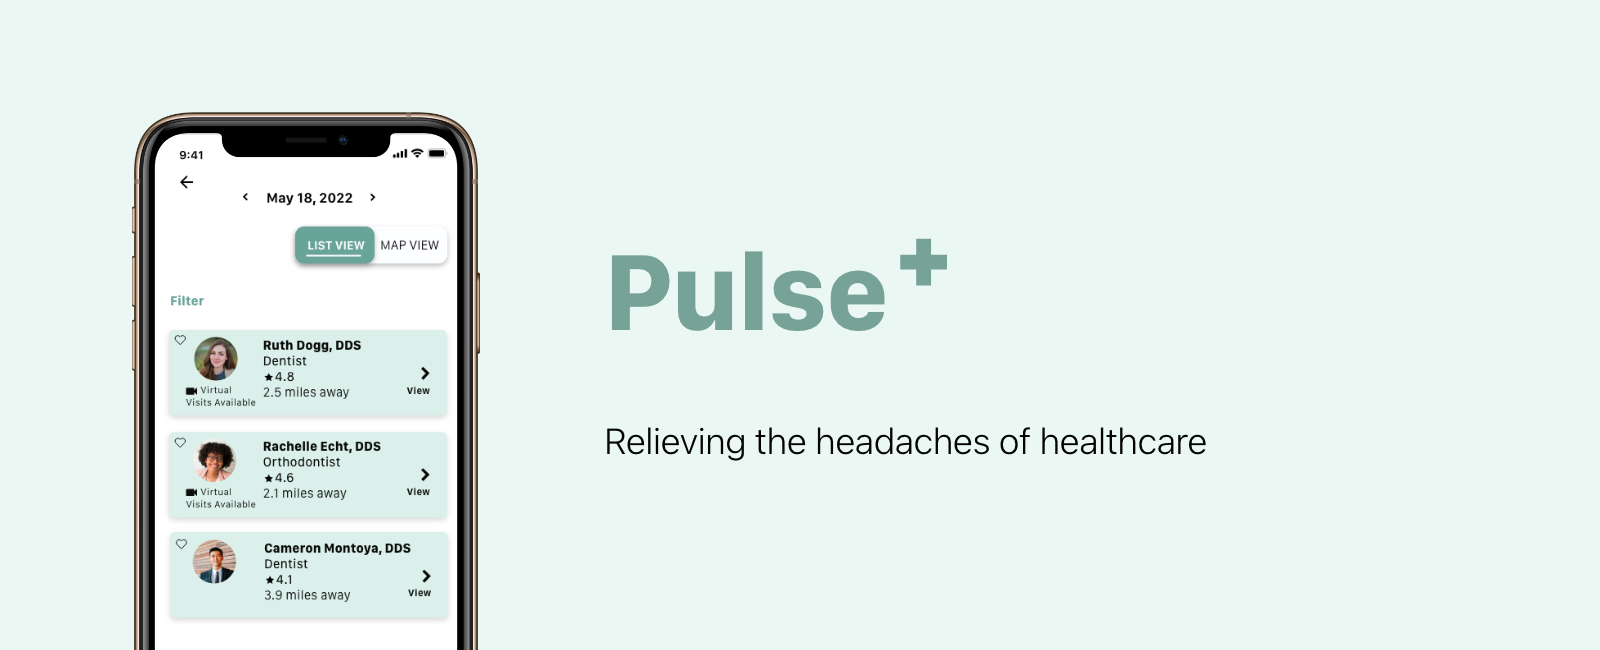 9:41
May 18, 2022
LIST VIEW
MAP VIEW
Filter
Ruth Dogg, DDS
Dentist
★4.8
2.5 miles away
Virtual
Visits Available
View
Rachelle Echt, DDS
Orthodontist
★4.6
2.1 miles away
Virtual
Visits Available
View
Cameron Montoya, DDS
Dentist
★4.1
3.9 miles away
View
Pulse+
Relieving the headaches of healthcare